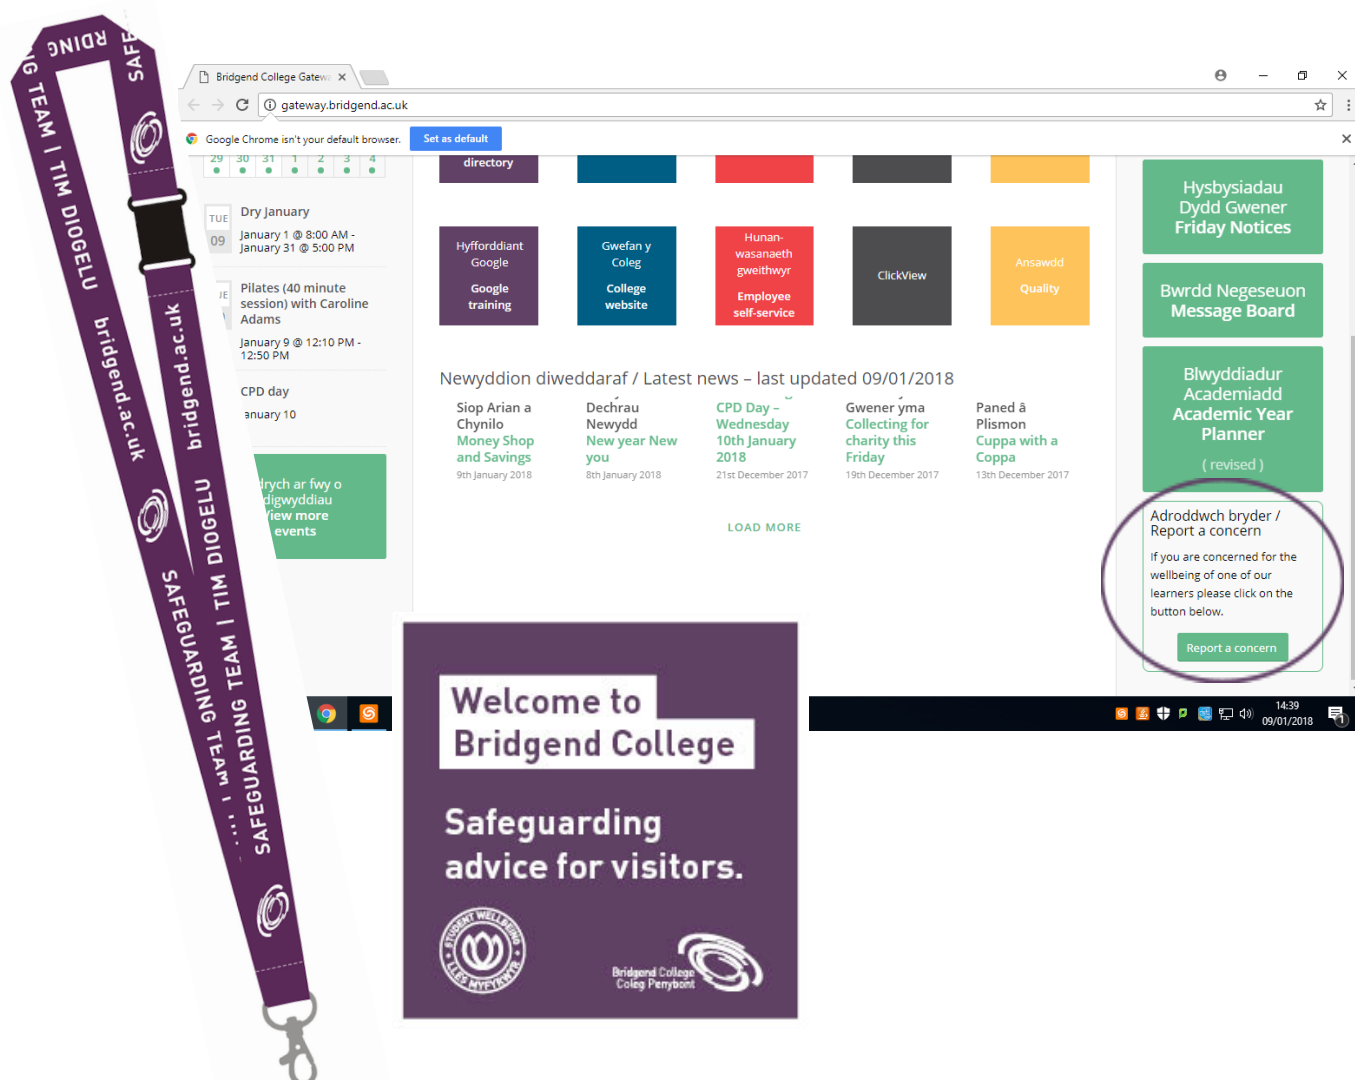 Bridgend College Gatew
gateway.bridgend.ac.uk
Google Chrome isn't your default browser.
Set as default
29 30 31 1 2 3 4
TUE
09
Dry January
January 1 @ 8:00 AM -
January 31 @ 5:00 PM
UE
Pilates (40 minute
session) with Caroline
Adams
January 9 @ 12:10 PM -
12:50 PM
CPD day
anuary 10
drych ar fwy o
digwyddiau
View more
events
directory
Hyfforddiant
Google
Google
training
Gwefan y
Coleg
College
website
Hunan-
wasanaeth
gweithwyr
Employee
self-service
ClickView
Ansawdd
Quality
Newyddion diweddaraf / Latest news – last updated 09/01/2018
Siop Arian a
Chynilo
Money Shop
and Savings
9th January 2018
Dechrau
Newydd
New year New
you
8th January 2018
CPD Day –
Wednesday
10th January
2018
21st December 2017
Gwener yma
Collecting for
charity this
Friday
19th December 2017
Paned â
Plismon
Cuppa with a
Coppa
13th December 2017
LOAD MORE
Hysbysiadau
Dydd Gwener
Friday Notices
Bwrdd Negeseuon
Message Board
Blwyddiadur
Academiadd
Academic Year
Planner
( revised )
Adroddwch bryder /
Report a concern
If you are concerned for the
wellbeing of one of our
learners please click on the
button below.
Report a concern
14:39
09/01/2018
1
RDING
SAFE
G TEAM | TIM DIOGELU
bridgend.ac.uk
SAFEGUARDING TEAM
bridgend.ac.uk
SAFEGUARDING TEAM | TIM DIOGELU
Welcome to
Bridgend College
Safeguarding
advice for visitors.
STUDENT WELLBEING
LLES MYFYRWYR
Bridgend College
Coleg Penybont